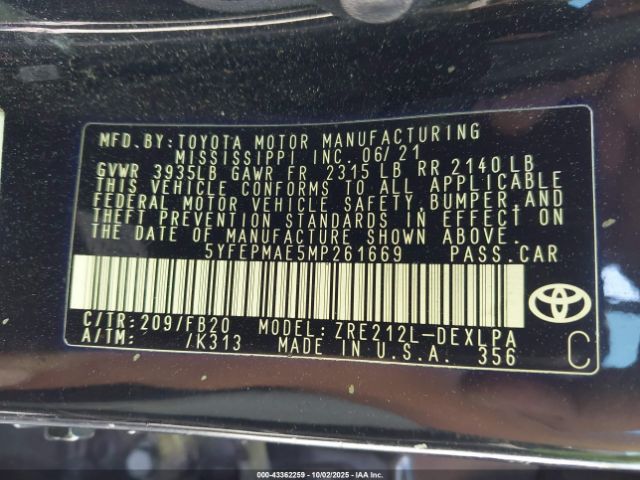 MFD.BY:TOYOTA MOTOR MANUFACTURING
MISSISSIPPI INC.06/21
GVWR 3935LB GAWR FR 2315 LB RR 2140LB
THIS VEHICLE CONFORMS TO ALL APPLICABLE
FEDERAL MOTOR VEHICLE SAFETY,BUMPER,AND
THEFT PREVENTION STANDARDS IN EFFECT ON
THE DATE OF MANUFACTURE SHOWN ABOVE.
5YFEPMAE5MP261669 PASS.CAR
C/TR:209/FB20 MODEL:ZRE212L-DEXLPA
A/TM: /K313 MADE IN U.S.A. 356
C
000-43362259 - 10/02/2025 - IAA Inc.